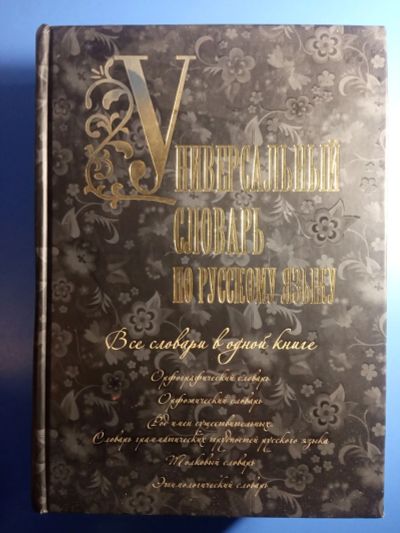 Универсальный
словарь
по русскому языку
Все словари в одной книге
Орфографический словарь
Орфоэпический словарь
Род имен существительных
Словарь грамматических трудностей русского языка
Толковый словарь
Этимологический словарь